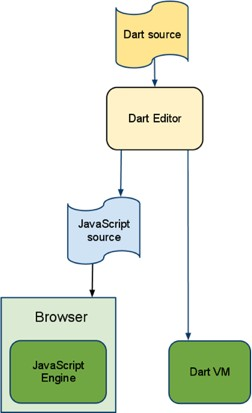 Dart source
Dart Editor
JavaScript
source
Browser
JavaScript
Engine
Dart VM